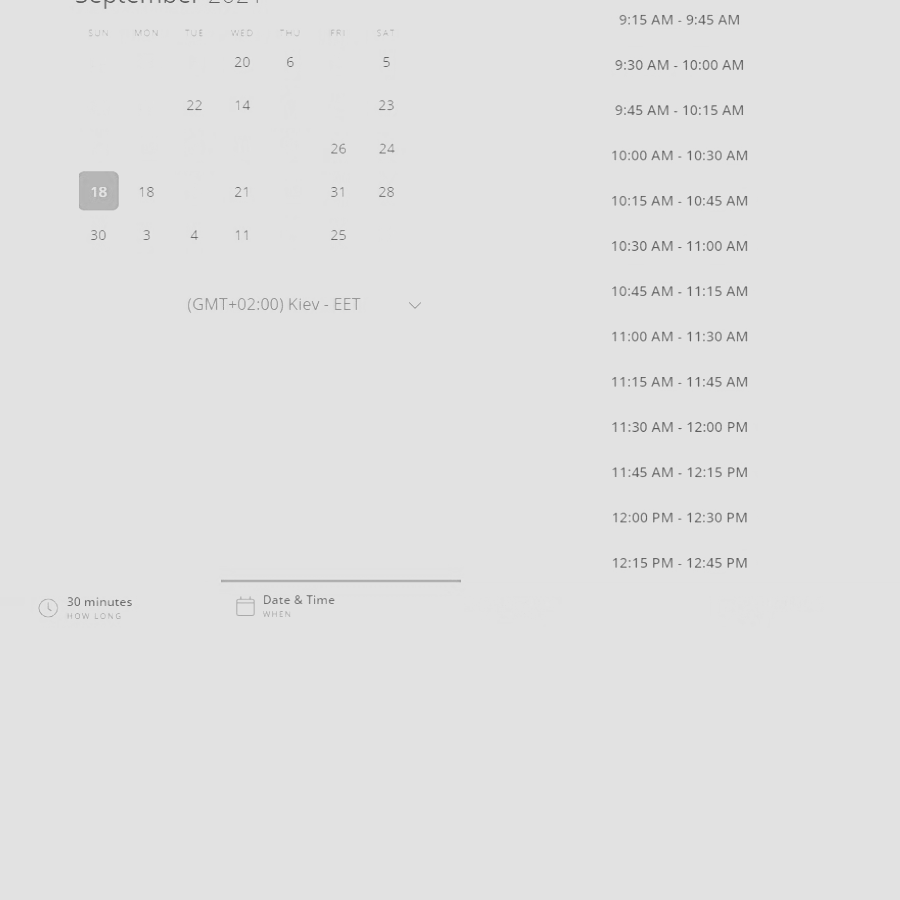 SUN MON TUE WED THU FRI SAT
20 6 5
22 14 23
26 24
18 18 21 31 28
30 3 4 11 25
(GMT+02:00) Kiev - EET
9:15 AM - 9:45 AM
9:30 AM - 10:00 AM
9:45 AM - 10:15 AM
10:00 AM - 10:30 AM
10:15 AM - 10:45 AM
10:30 AM - 11:00 AM
10:45 AM - 11:15 AM
11:00 AM - 11:30 AM
11:15 AM - 11:45 AM
11:30 AM - 12:00 PM
11:45 AM - 12:15 PM
12:00 PM - 12:30 PM
12:15 PM - 12:45 PM
30 minutes
HOW LONG
Date & Time
WHEN